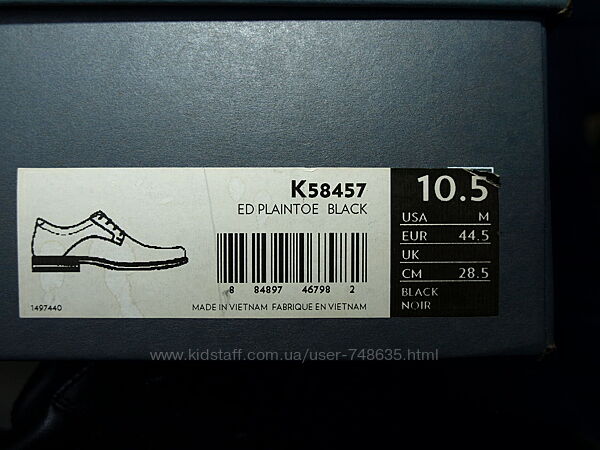 K58457
ED PLAINTOE BLACK
8 84897 46798 2
1497440
MADE IN VIETNAM FABRIQUE EN VIETNAM
10.5
USA M
EUR 44.5
UK
CM 28.5
BLACK
NOIR
www.kidstaff.com.ua/user-748635.html